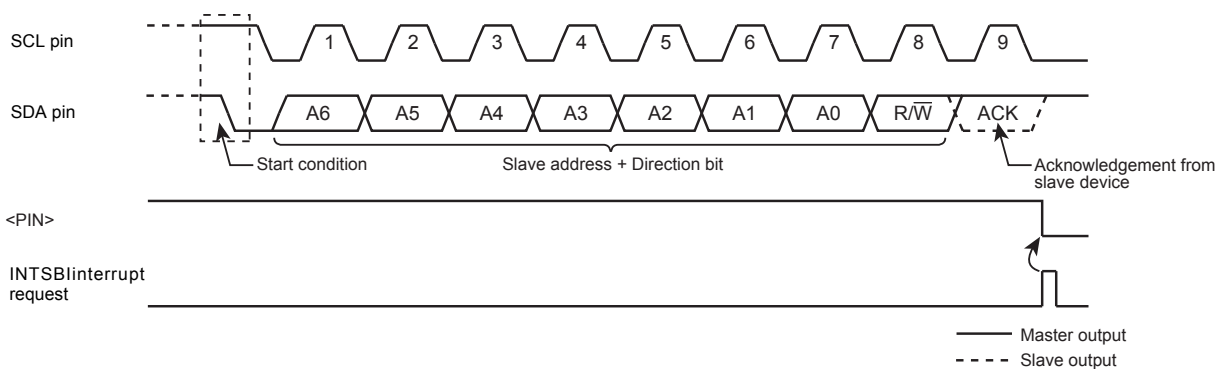 SCL pin
1 2 3 4 5 6 7 8 9
SDA pin
A6 A5 A4 A3 A2 A1 A0 R/W̅ ACK
Start condition
Slave address + Direction bit
Acknowledgement from
slave device
<PIN>
INTSBIinterrupt
request
Master output
Slave output